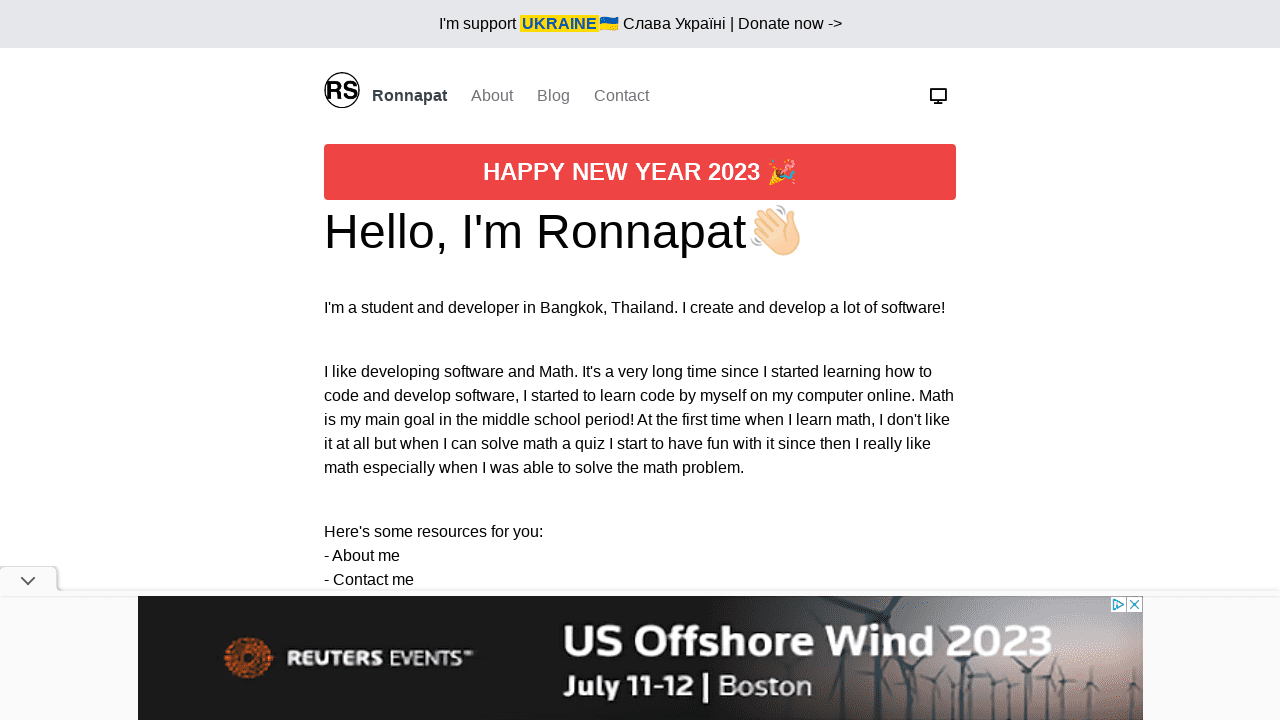 I'm support UKRAINE🇺🇦 Слава Україні | Donate now ->
RS Ronnapat About Blog Contact
HAPPY NEW YEAR 2023 🎉
Hello, I'm Ronnapat👋🏻
I'm a student and developer in Bangkok, Thailand. I create and develop a lot of software!
I like developing software and Math. It's a very long time since I started learning how to
code and develop software, I started to learn code by myself on my computer online. Math
is my main goal in the middle school period! At the first time when I learn math, I don't like
it at all but when I can solve math a quiz I start to have fun with it since then I really like
math especially when I was able to solve the math problem.
Here's some resources for you:
- About me
- Contact me
REUTERS EVENTS™
US Offshore Wind 2023
July 11-12 | Boston